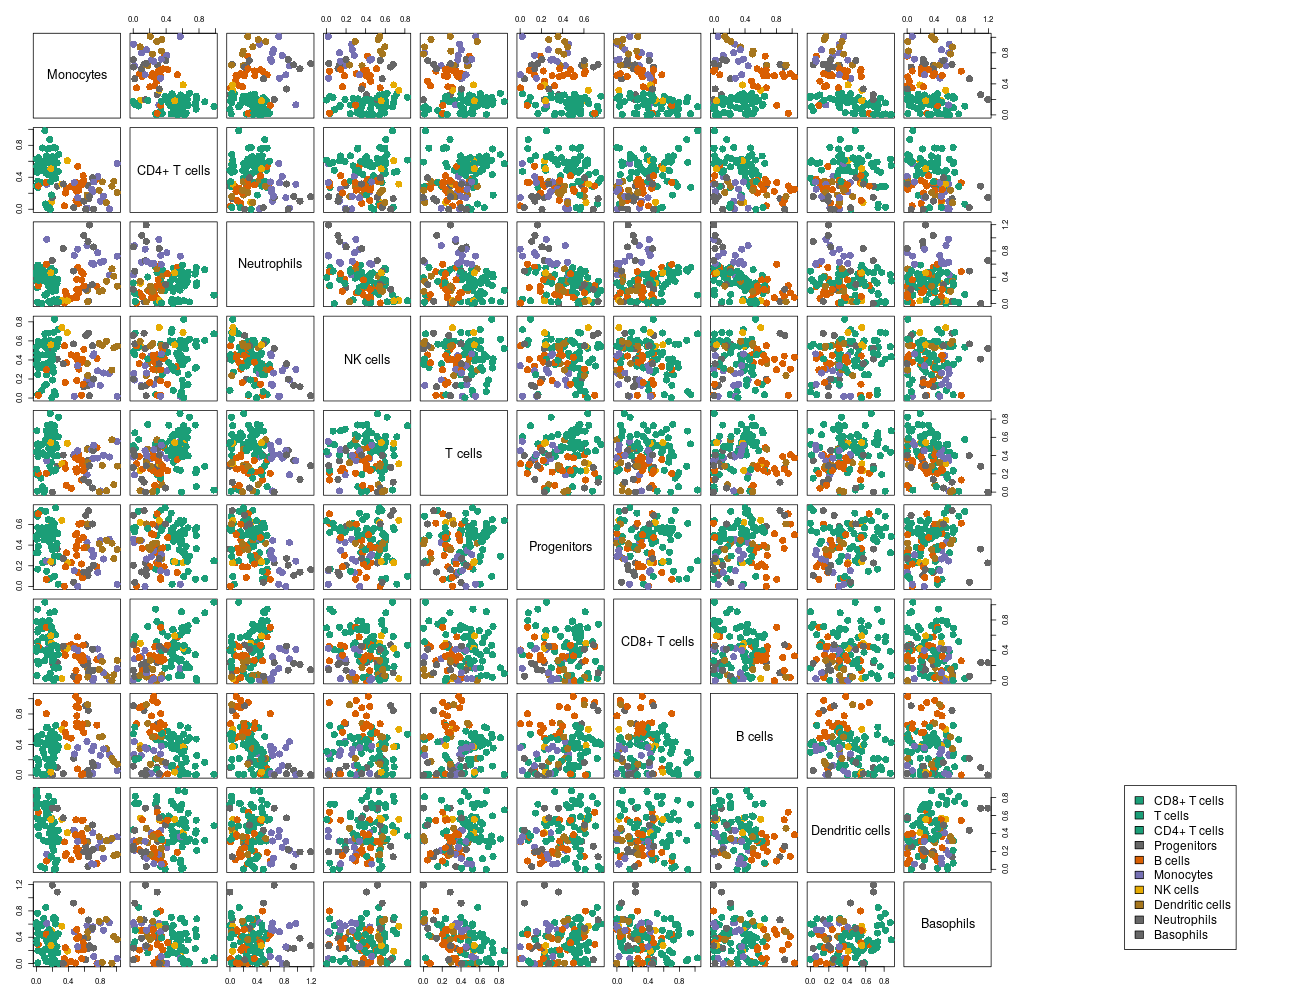 0.0 0.4 0.8
0.0 0.2 0.4 0.6 0.8
0.0 0.2 0.4 0.6
0.0 0.2 0.4 0.6 0.8
0.0 0.4 0.8 1.2
Monocytes
0.0 0.4 0.8
0.0 0.4 0.8
CD4+ T cells
Neutrophils
0.0 0.4 0.8 1.2
0.0 0.2 0.4 0.6 0.8
NK cells
T cells
0.0 0.2 0.4 0.6 0.8
0.0 0.2 0.4 0.6
Progenitors
CD8+ T cells
0.0 0.4 0.8
0.0 0.4 0.8
B cells
Dendritic cells
0.0 0.2 0.4 0.6 0.8
0.0 0.4 0.8 1.2
Basophils
0.0 0.4 0.8
0.0 0.4 0.8 1.2
0.0 0.2 0.4 0.6 0.8
0.0 0.4 0.8
0.0 0.2 0.4 0.6 0.8
CD8+ T cells
T cells
CD4+ T cells
Progenitors
B cells
Monocytes
NK cells
Dendritic cells
Neutrophils
Basophils